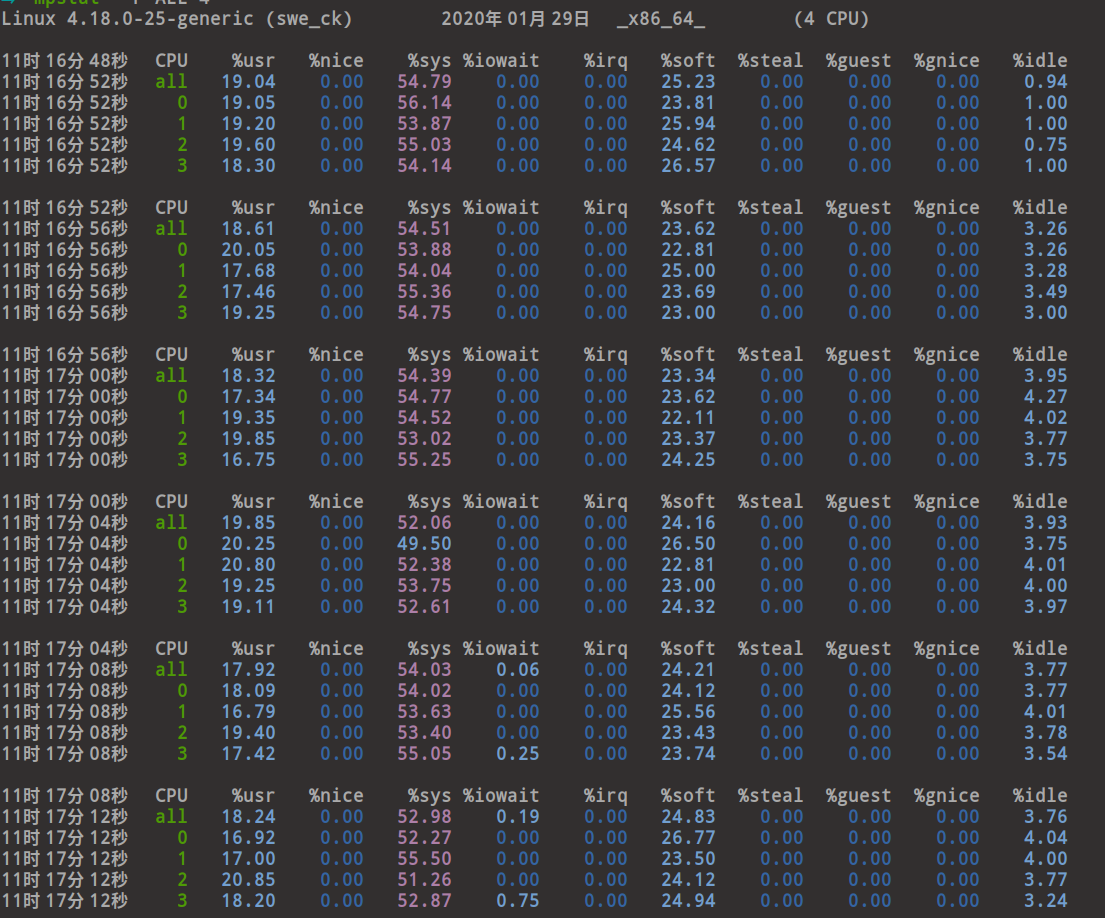 mpstat -P ALL 4
Linux 4.18.0-25-generic (swe_ck) 2020年01月29日 _x86_64_ (4 CPU)
11时16分48秒 CPU %usr %nice %sys %iowait %irq %soft %steal %guest %gnice %idle
11时16分52秒 all 19.04 0.00 54.79 0.00 0.00 25.23 0.00 0.00 0.00 0.94
11时16分52秒 0 19.05 0.00 56.14 0.00 0.00 23.81 0.00 0.00 0.00 1.00
11时16分52秒 1 19.20 0.00 53.87 0.00 0.00 25.94 0.00 0.00 0.00 1.00
11时16分52秒 2 19.60 0.00 55.03 0.00 0.00 24.62 0.00 0.00 0.00 0.75
11时16分52秒 3 18.30 0.00 54.14 0.00 0.00 26.57 0.00 0.00 0.00 1.00
11时16分52秒 CPU %usr %nice %sys %iowait %irq %soft %steal %guest %gnice %idle
11时16分56秒 all 18.61 0.00 54.51 0.00 0.00 23.62 0.00 0.00 0.00 3.26
11时16分56秒 0 20.05 0.00 53.88 0.00 0.00 22.81 0.00 0.00 0.00 3.26
11时16分56秒 1 17.68 0.00 54.04 0.00 0.00 25.00 0.00 0.00 0.00 3.28
11时16分56秒 2 17.46 0.00 55.36 0.00 0.00 23.69 0.00 0.00 0.00 3.49
11时16分56秒 3 19.25 0.00 54.75 0.00 0.00 23.00 0.00 0.00 0.00 3.00
11时16分56秒 CPU %usr %nice %sys %iowait %irq %soft %steal %guest %gnice %idle
11时17分00秒 all 18.32 0.00 54.39 0.00 0.00 23.34 0.00 0.00 0.00 3.95
11时17分00秒 0 17.34 0.00 54.77 0.00 0.00 23.62 0.00 0.00 0.00 4.27
11时17分00秒 1 19.35 0.00 54.52 0.00 0.00 22.11 0.00 0.00 0.00 4.02
11时17分00秒 2 19.85 0.00 53.02 0.00 0.00 23.37 0.00 0.00 0.00 3.77
11时17分00秒 3 16.75 0.00 55.25 0.00 0.00 24.25 0.00 0.00 0.00 3.75
11时17分00秒 CPU %usr %nice %sys %iowait %irq %soft %steal %guest %gnice %idle
11时17分04秒 all 19.85 0.00 52.06 0.00 0.00 24.16 0.00 0.00 0.00 3.93
11时17分04秒 0 20.25 0.00 49.50 0.00 0.00 26.50 0.00 0.00 0.00 3.75
11时17分04秒 1 20.80 0.00 52.38 0.00 0.00 22.81 0.00 0.00 0.00 4.01
11时17分04秒 2 19.25 0.00 53.75 0.00 0.00 23.00 0.00 0.00 0.00 4.00
11时17分04秒 3 19.11 0.00 52.61 0.00 0.00 24.32 0.00 0.00 0.00 3.97
11时17分04秒 CPU %usr %nice %sys %iowait %irq %soft %steal %guest %gnice %idle
11时17分08秒 all 17.92 0.00 54.03 0.06 0.00 24.21 0.00 0.00 0.00 3.77
11时17分08秒 0 18.09 0.00 54.02 0.00 0.00 24.12 0.00 0.00 0.00 3.77
11时17分08秒 1 16.79 0.00 53.63 0.00 0.00 25.56 0.00 0.00 0.00 4.01
11时17分08秒 2 19.40 0.00 53.40 0.00 0.00 23.43 0.00 0.00 0.00 3.78
11时17分08秒 3 17.42 0.00 55.05 0.25 0.00 23.74 0.00 0.00 0.00 3.54
11时17分08秒 CPU %usr %nice %sys %iowait %irq %soft %steal %guest %gnice %idle
11时17分12秒 all 18.24 0.00 52.98 0.19 0.00 24.83 0.00 0.00 0.00 3.76
11时17分12秒 0 16.92 0.00 52.27 0.00 0.00 26.77 0.00 0.00 0.00 4.04
11时17分12秒 1 17.00 0.00 55.50 0.00 0.00 23.50 0.00 0.00 0.00 4.00
11时17分12秒 2 20.85 0.00 51.26 0.00 0.00 24.12 0.00 0.00 0.00 3.77
11时17分12秒 3 18.20 0.00 52.87 0.75 0.00 24.94 0.00 0.00 0.00 3.24